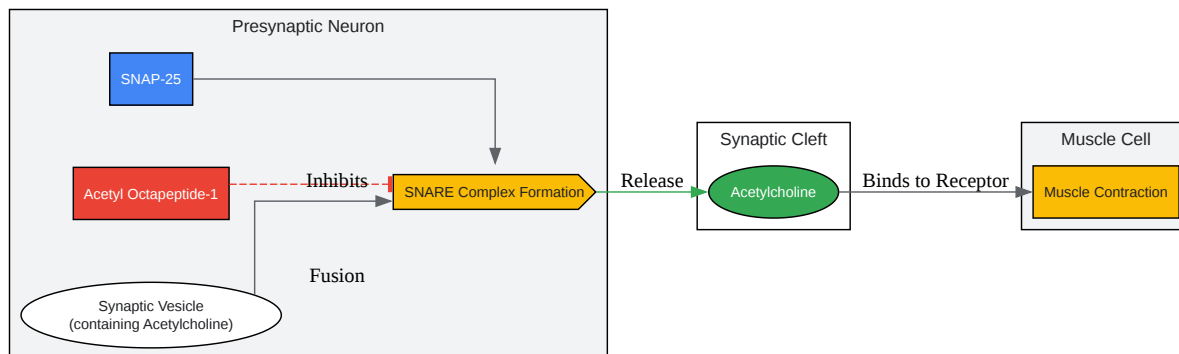 Presynaptic Neuron
SNAP-25
Synaptic Cleft
Muscle Cell
Acetyl Octapeptide-1
Inhibits
SNARE Complex Formation
Release
Acetylcholine
Binds to Receptor
Muscle Contraction
Fusion
Synaptic Vesicle
(containing Acetylcholine)